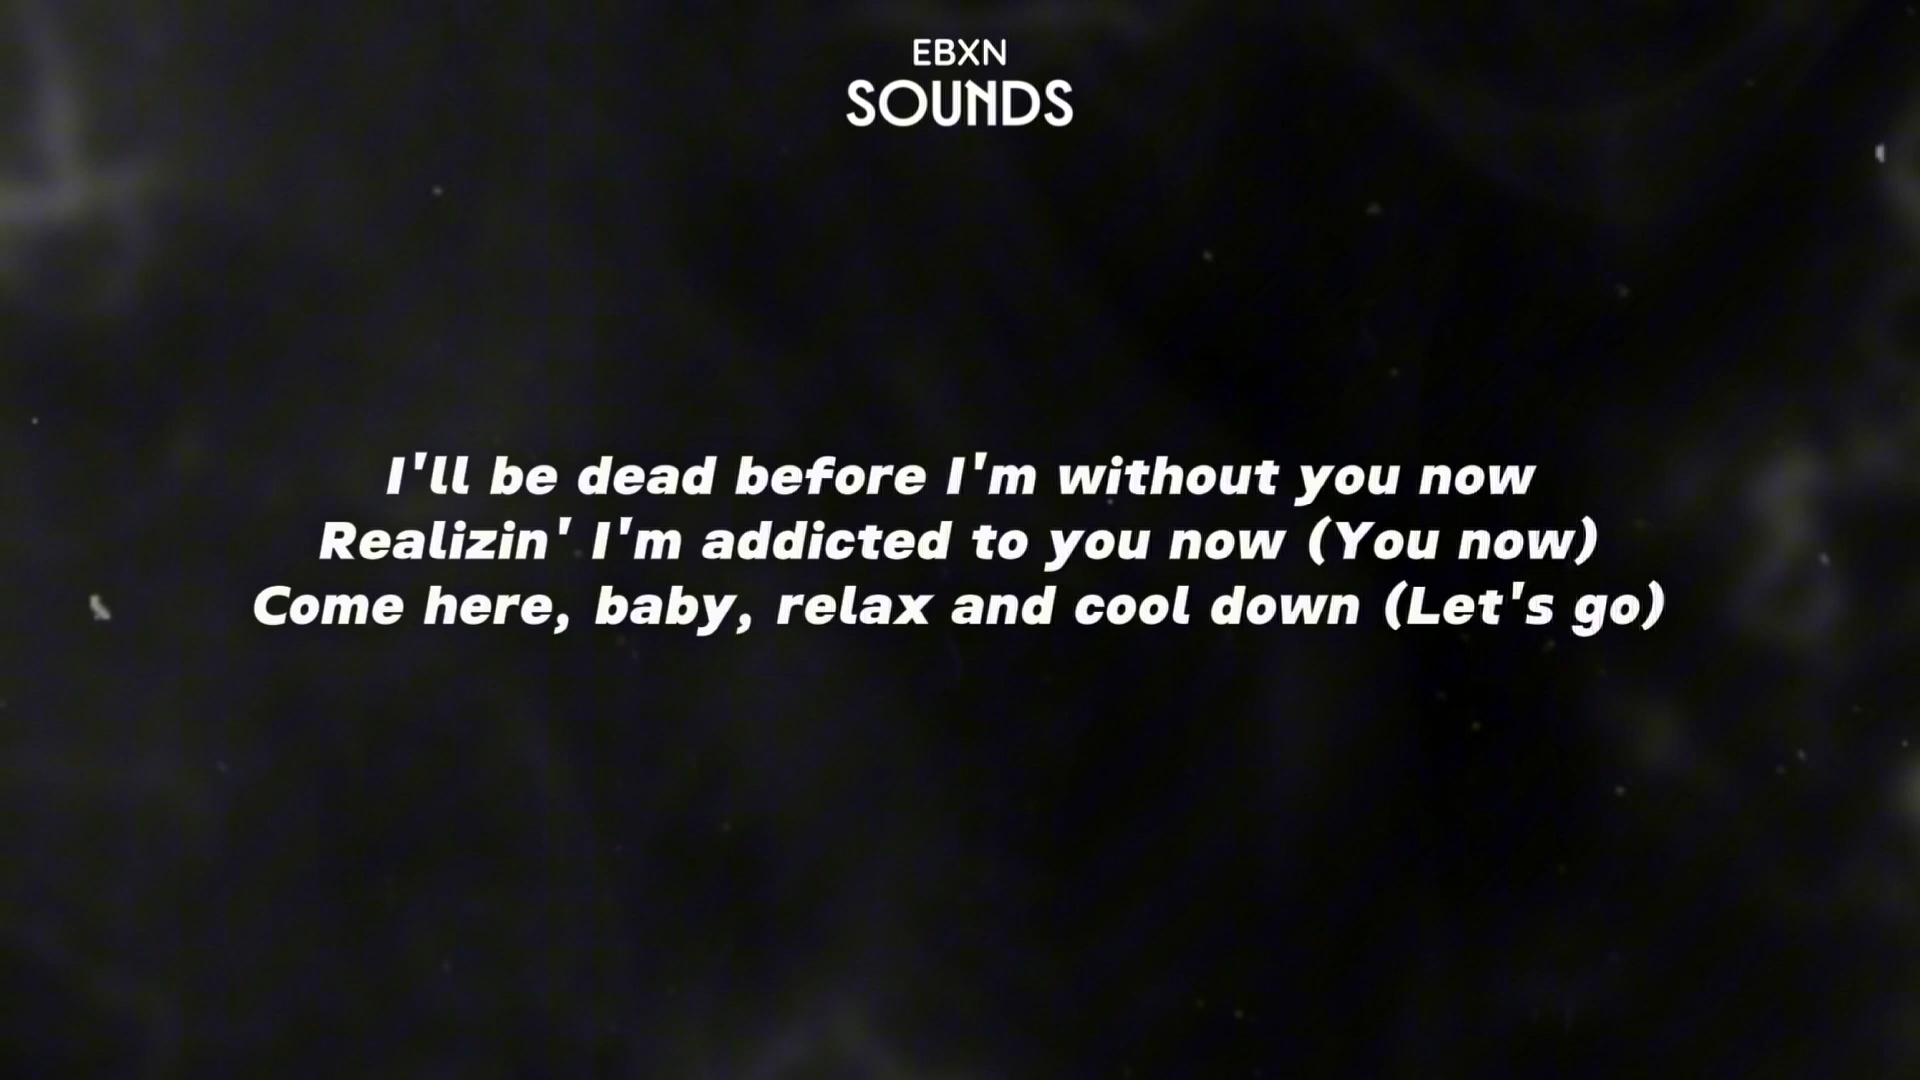 EBXN
SOUNDS
I'll be dead before I'm without you now
Realizin' I'm addicted to you now (You now)
Come here, baby, relax and cool down (Let's go)